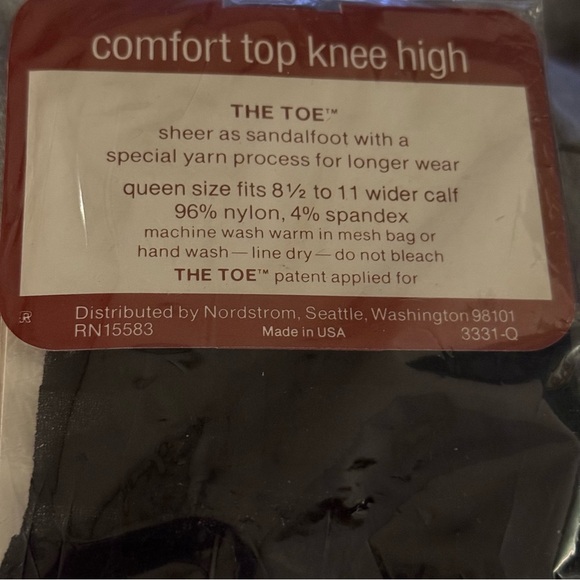 comfort top knee high
THE TOE™
sheer as sandalfoot with a
special yarn process for longer wear
queen size fits 8½ to 11 wider calf
96% nylon, 4% spandex
machine wash warm in mesh bag or
hand wash — line dry — do not bleach
THE TOE™ patent applied for
Distributed by Nordstrom, Seattle, Washington 98101
RN15583 Made in USA 3331-Q